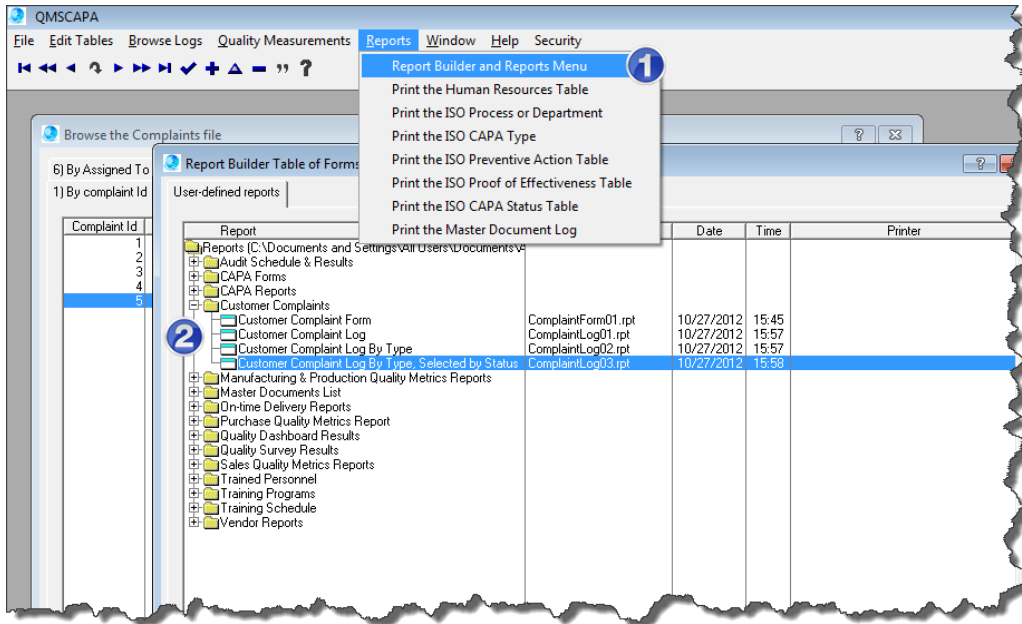 QMSCAPA
File Edit Tables Browse Logs Quality Measurements Reports Window Help Security
Report Builder and Reports Menu 1
Print the Human Resources Table
Print the ISO Process or Department
Print the ISO CAPA Type
Print the ISO Preventive Action Table
Print the ISO Proof of Effectiveness Table
Print the ISO CAPA Status Table
Print the Master Document Log
Browse the Complaints file
6) By Assigned To
1) By complaint Id
Complaint Id
1
2
3
4
5
Report Builder Table of Forms
User-defined reports
Report Date Time Printer
Reports (C:\Documents and Settings\All Users\Documents\
Audit Schedule & Results
CAPA Forms
CAPA Reports
Customer Complaints
2
Customer Complaint Form ComplaintForm01.rpt 10/27/2012 15:45
Customer Complaint Log ComplaintLog01.rpt 10/27/2012 15:57
Customer Complaint Log By Type ComplaintLog02.rpt 10/27/2012 15:57
Customer Complaint Log By Type, Selected by Status ComplaintLog03.rpt 10/27/2012 15:58
Manufacturing & Production Quality Metrics Reports
Master Documents List
On-time Delivery Reports
Purchase Quality Metrics Report
Quality Dashboard Results
Quality Survey Results
Sales Quality Metrics Reports
Trained Personnel
Training Programs
Training Schedule
Vendor Reports